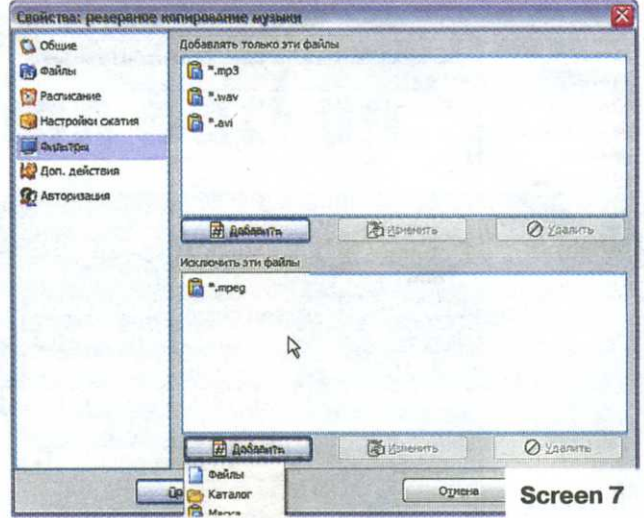 Свойства: резервное копирование музыки
Общие
Файлы
Расписание
Настройки сжатия
Фильтры
Доп. действия
Авторизация
Добавлять только эти файлы
*.mp3
*.wav
*.avi
Добавить
Изменить
Удалить
Исключить эти файлы
*.mpeg
Добавить
Изменить
Удалить
Файлы
Каталог
Маска
Отмена
Screen 7